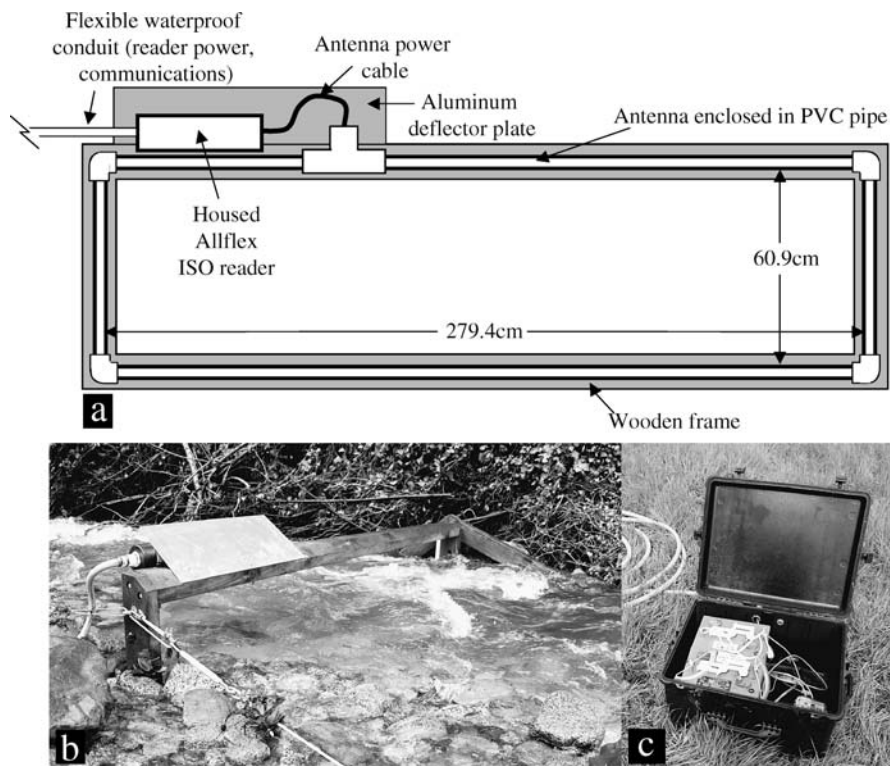 Flexible waterproof
conduit (reader power,
communications)
Antenna power
cable
Aluminum
deflector plate
Antenna enclosed in PVC pipe
Housed
Allflex
ISO reader
60.9cm
279.4cm
a
Wooden frame
b
c